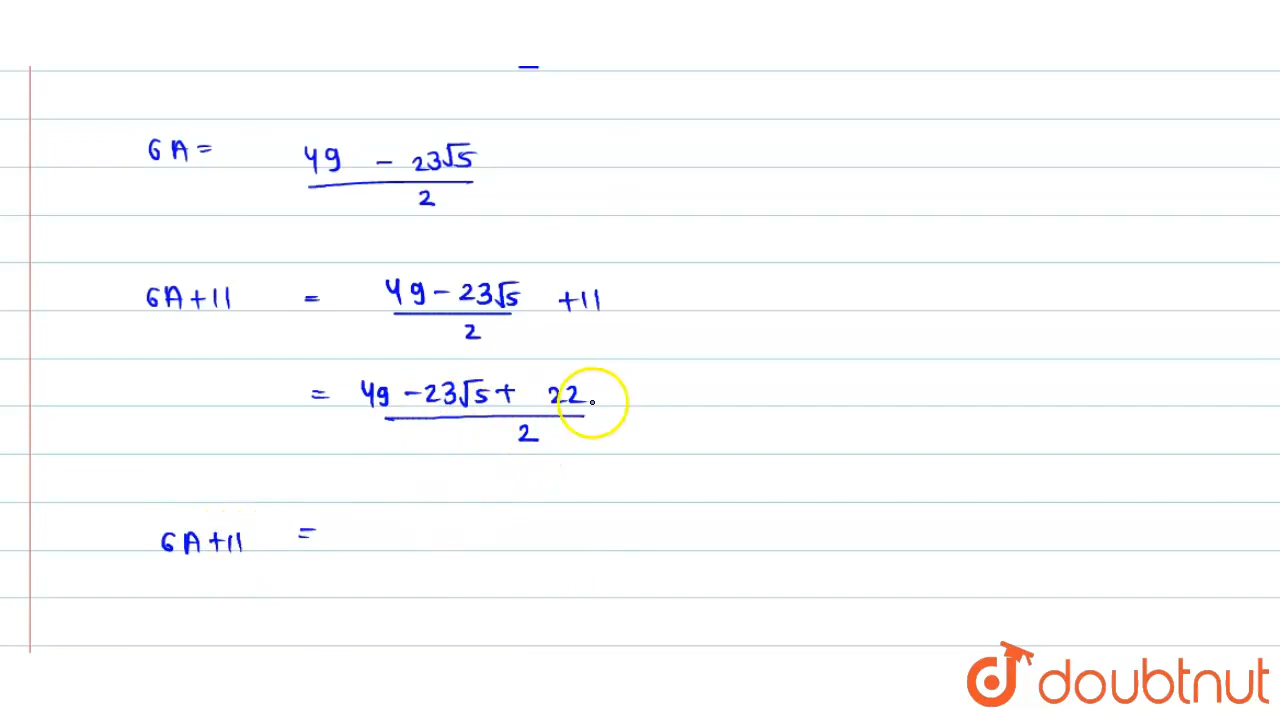 6A = 49 - 23√5 / 2
6A+11 = 49-23√5 / 2 +11
= 49-23√5+ 22 / 2
6A+11 =
doubtnut